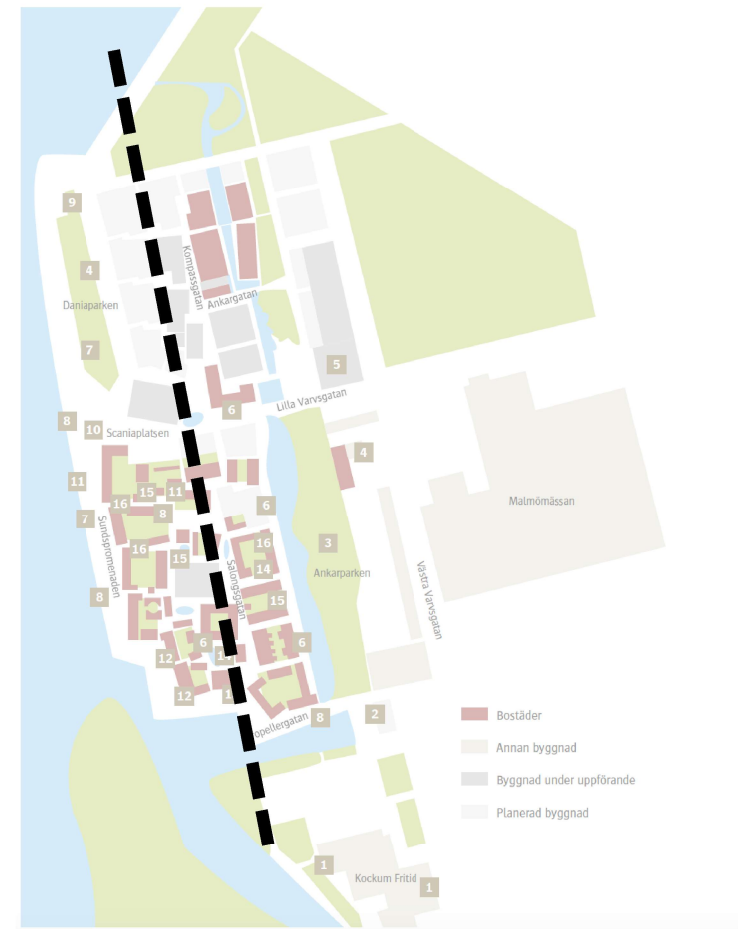 9
Kompassgatan
4
Daniaparken
Ankargatan
7
5
Lilla Varvsgatan
6
8
10
Scaniaplatsen
4
11
15
11
Malmömässan
16
8
6
7
Sundspromenaden
16
15
16
3
14
Ankarparken
Salongsgatan
Västra Varvsgatan
8
15
6
6
12
12
8
2
Bostäder
Annan byggnad
Byggnad under uppförande
Planerad byggnad
1
Kockum Fritid
1